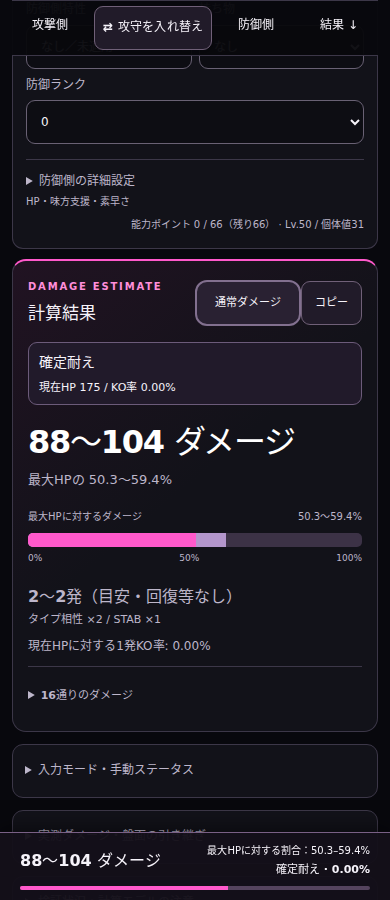 攻撃側
⇄ 攻守を入れ替え
防御側
結果 ↓
防御ランク
0
▶ 防御側の詳細設定
HP・味方支援・素早さ
能力ポイント 0 / 66（残り66） · Lv.50 / 個体値31
DAMAGE ESTIMATE
計算結果
通常ダメージ
コピー
確定耐え
現在HP 175 / KO率 0.00%
88〜104 ダメージ
最大HPの 50.3〜59.4%
最大HPに対するダメージ
50.3〜59.4%
0%
50%
100%
2〜2発（目安・回復等なし）
タイプ相性 ×2 / STAB ×1
現在HPに対する1発KO率: 0.00%
▶ 16通りのダメージ
▶ 入力モード・手動ステータス
88〜104 ダメージ
最大HPに対する割合：50.3–59.4%
確定耐え・0.00%